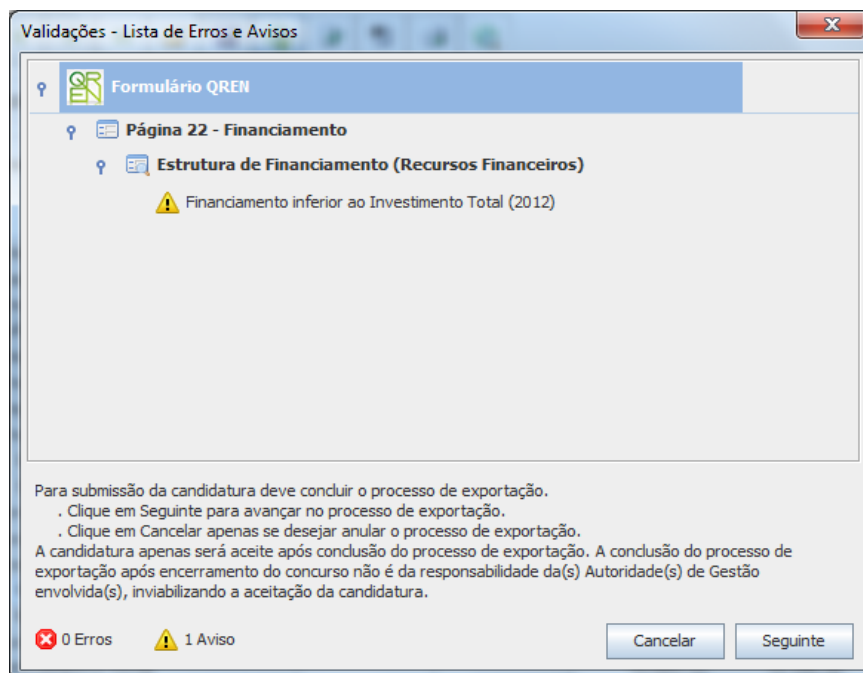 Validações - Lista de Erros e Avisos
QREN
Formulário QREN
Página 22 - Financiamento
Estrutura de Financiamento (Recursos Financeiros)
Financiamento inferior ao Investimento Total (2012)
Para submissão da candidatura deve concluir o processo de exportação.
. Clique em Seguinte para avançar no processo de exportação.
. Clique em Cancelar apenas se desejar anular o processo de exportação.
A candidatura apenas será aceite após conclusão do processo de exportação. A conclusão do processo de
exportação após encerramento do concurso não é da responsabilidade da(s) Autoridade(s) de Gestão
envolvida(s), inviabilizando a aceitação da candidatura.
0 Erros 1 Aviso Cancelar Seguinte